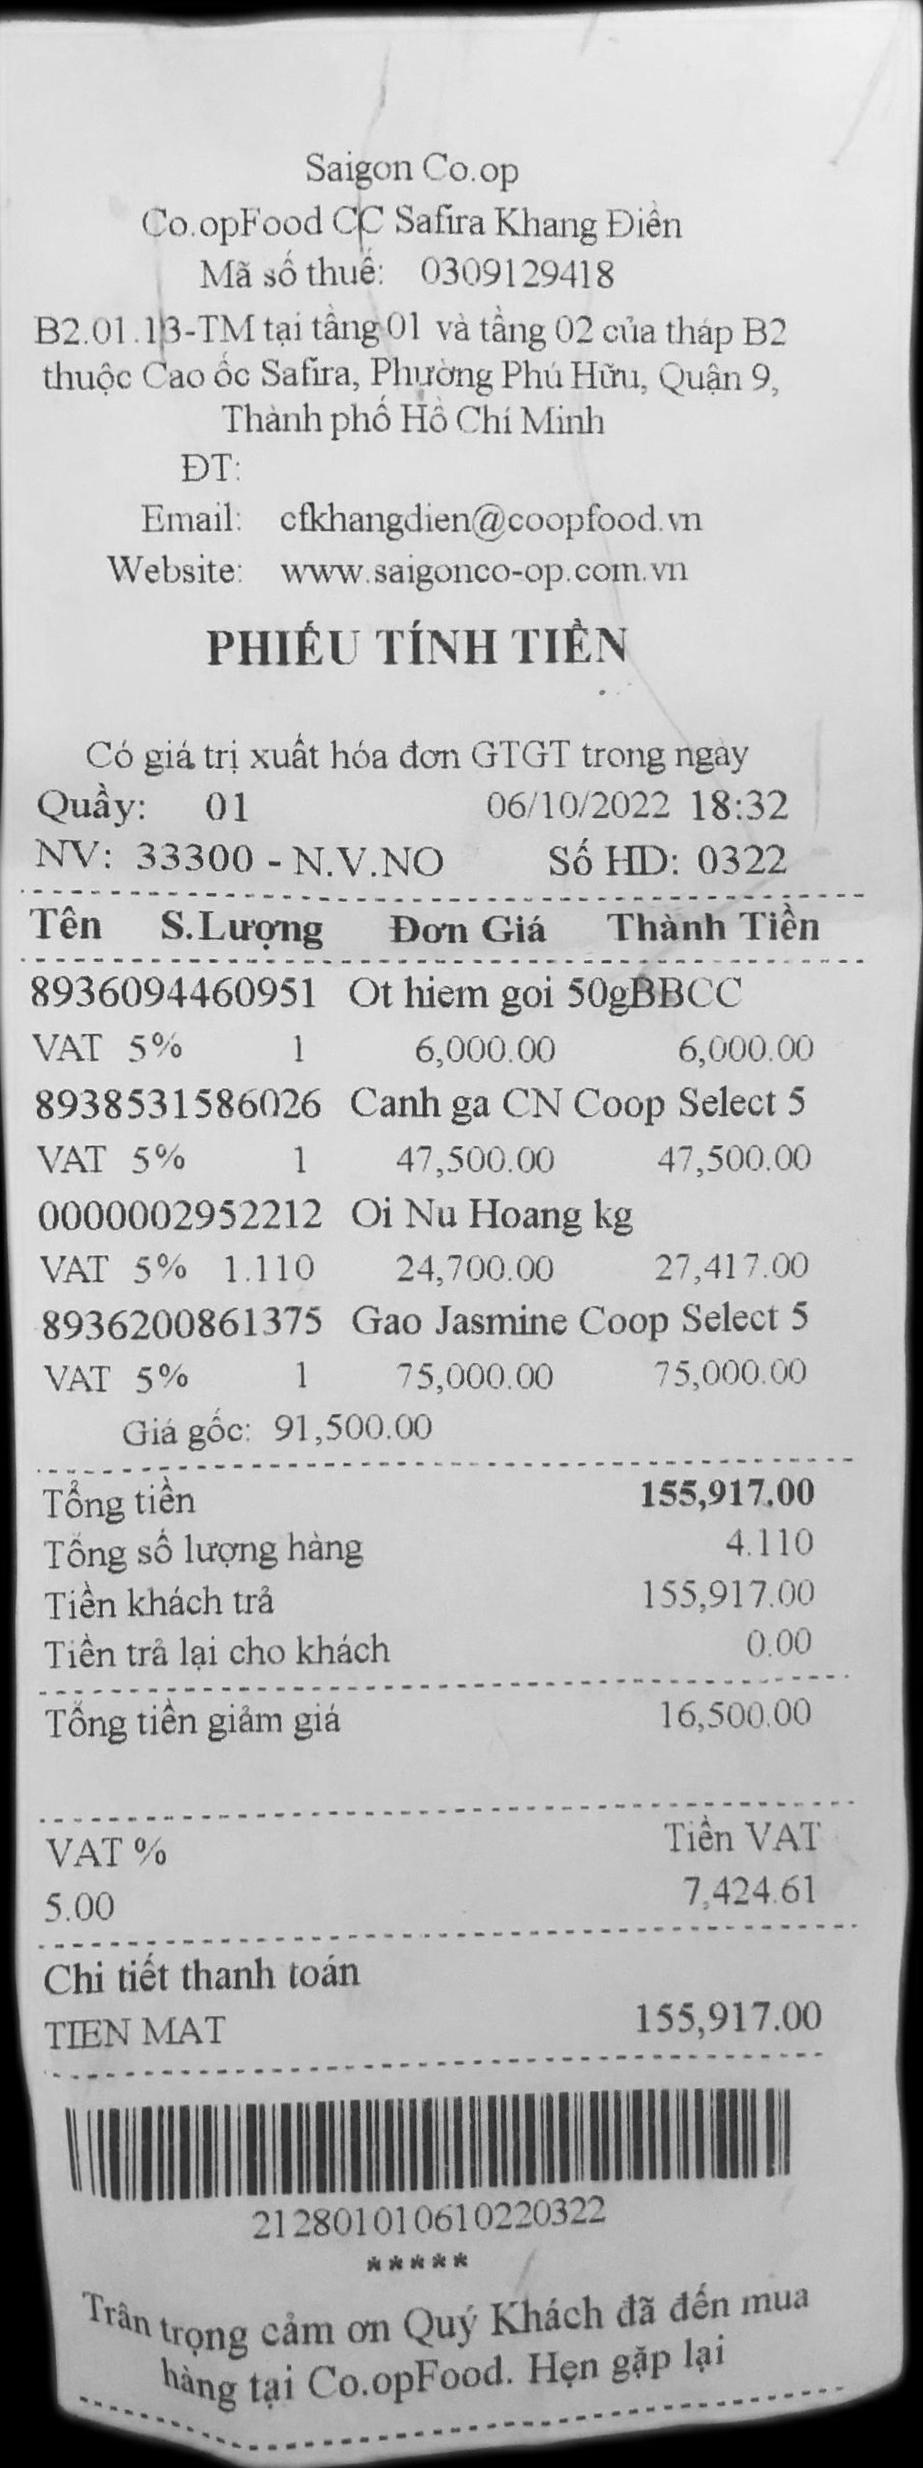 Saigon Co.op
Co.opFood CC Safira Khang Điền
Mã số thuế: 0309129418
B2.01.13-TM tại tầng 01 và tầng 02 của tháp B2
thuộc Cao ốc Safira, Phường Phú Hữu, Quận 9,
Thành phố Hồ Chí Minh
ĐT:
Email: cfkhangdien@coopfood.vn
Website: www.saigonco-op.com.vn
PHIẾU TÍNH TIỀN
Có giá trị xuất hóa đơn GTGT trong ngày
Quầy: 01 06/10/2022 18:32
NV: 33300 - N.V.NO Số HD: 0322
Tên S.Lượng Đơn Giá Thành Tiền
8936094460951 Ot hiem goi 50gBBCC
VAT 5% 1 6,000.00 6,000.00
8938531586026 Canh ga CN Coop Select 5
VAT 5% 1 47,500.00 47,500.00
0000002952212 Oi Nu Hoang kg
VAT 5% 1.110 24,700.00 27,417.00
8936200861375 Gao Jasmine Coop Select 5
VAT 5% 1 75,000.00 75,000.00
Giá gốc: 91,500.00
Tổng tiền 155,917.00
Tổng số lượng hàng 4.110
Tiền khách trả 155,917.00
Tiền trả lại cho khách 0.00
Tổng tiền giảm giá 16,500.00
VAT % Tiền VAT
5.00 7,424.61
Chi tiết thanh toán
TIEN MAT 155,917.00
212801010610220322
*****
Trân trọng cảm ơn Quý Khách đã đến mua
hàng tại Co.opFood. Hẹn gặp lại